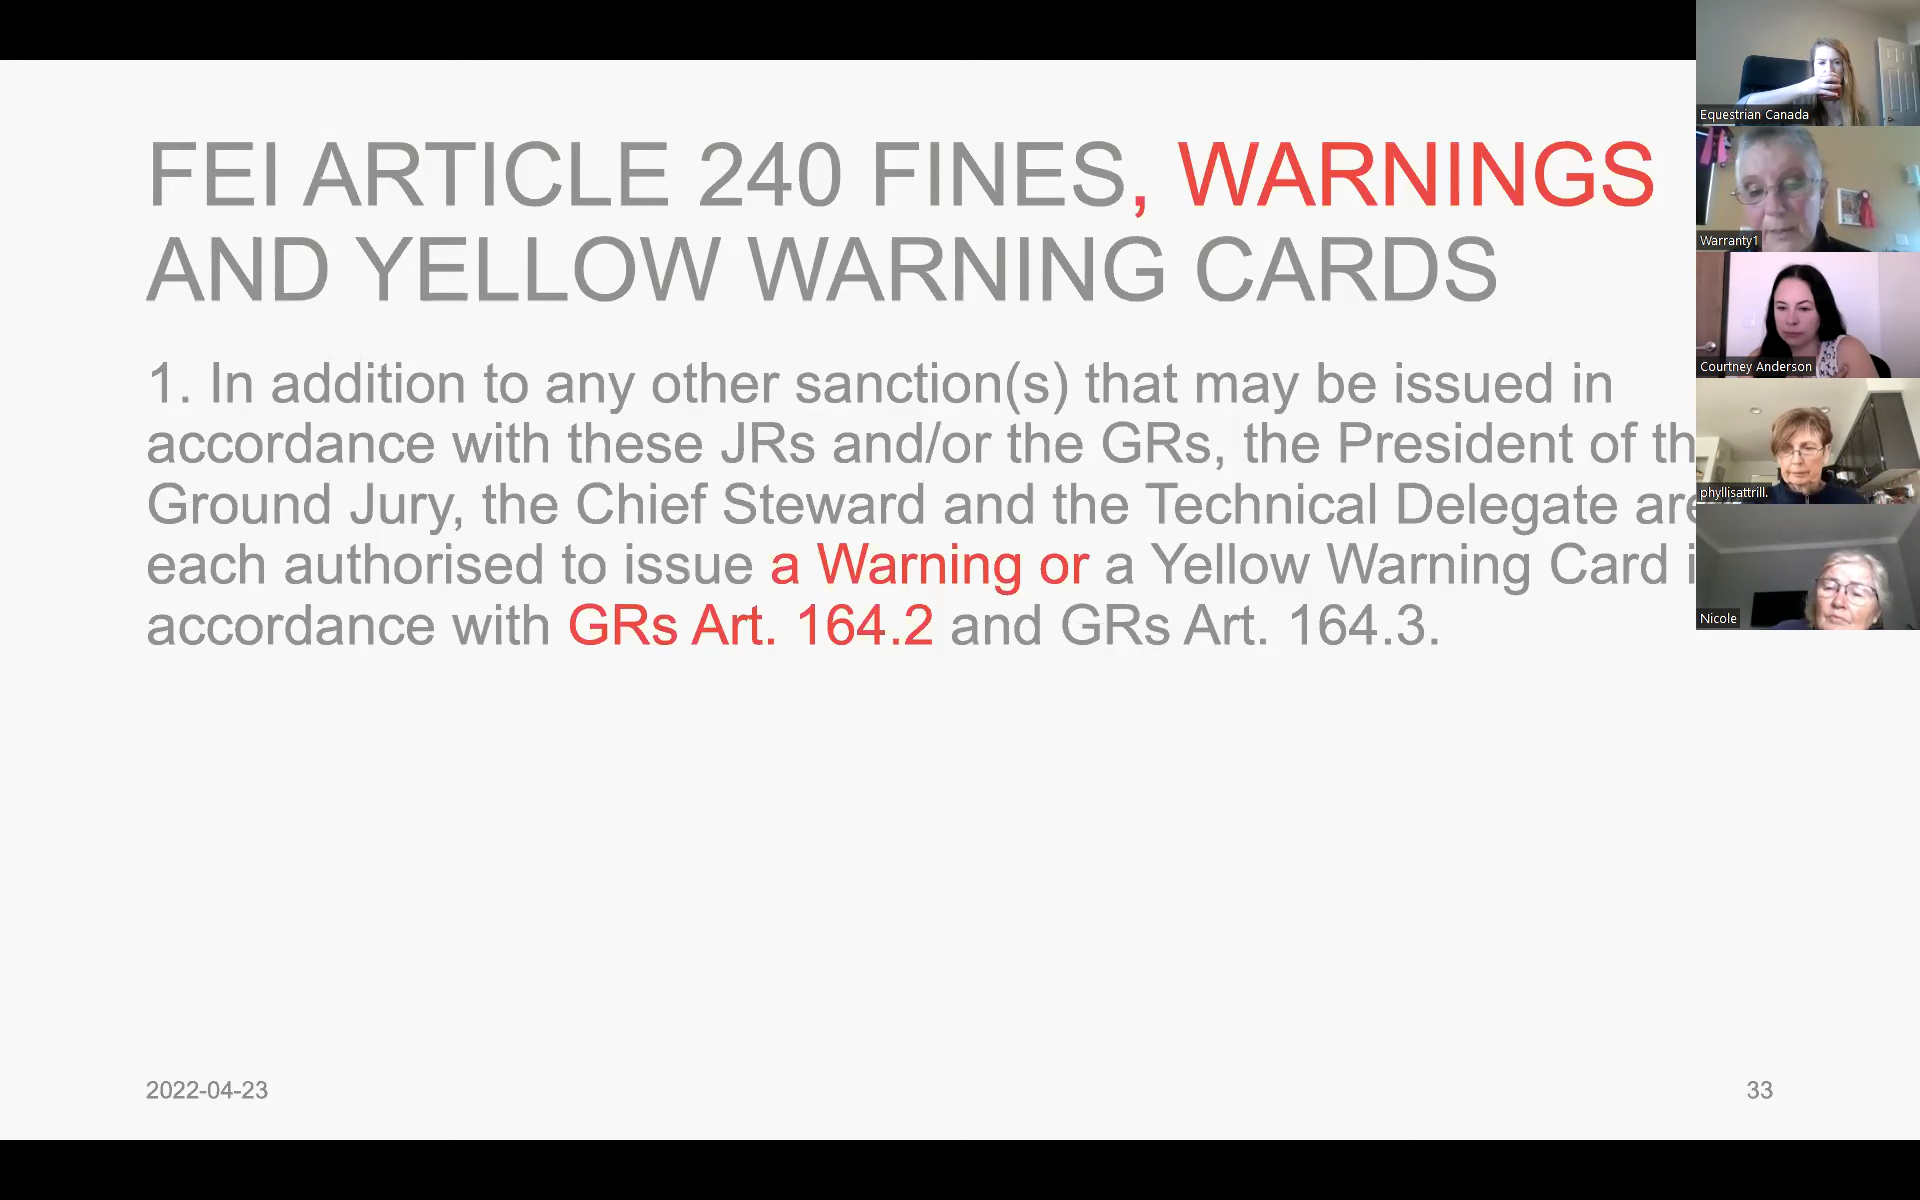 FEI ARTICLE 240 FINES, WARNINGS
AND YELLOW WARNING CARDS
1. In addition to any other sanction(s) that may be issued in
accordance with these JRs and/or the GRs, the President of th
Ground Jury, the Chief Steward and the Technical Delegate are
each authorised to issue a Warning or a Yellow Warning Card i
accordance with GRs Art. 164.2 and GRs Art. 164.3.
2022-04-23
33
Equestrian Canada
Warranty1
Courtney Anderson
phyllisattrill.
Nicole